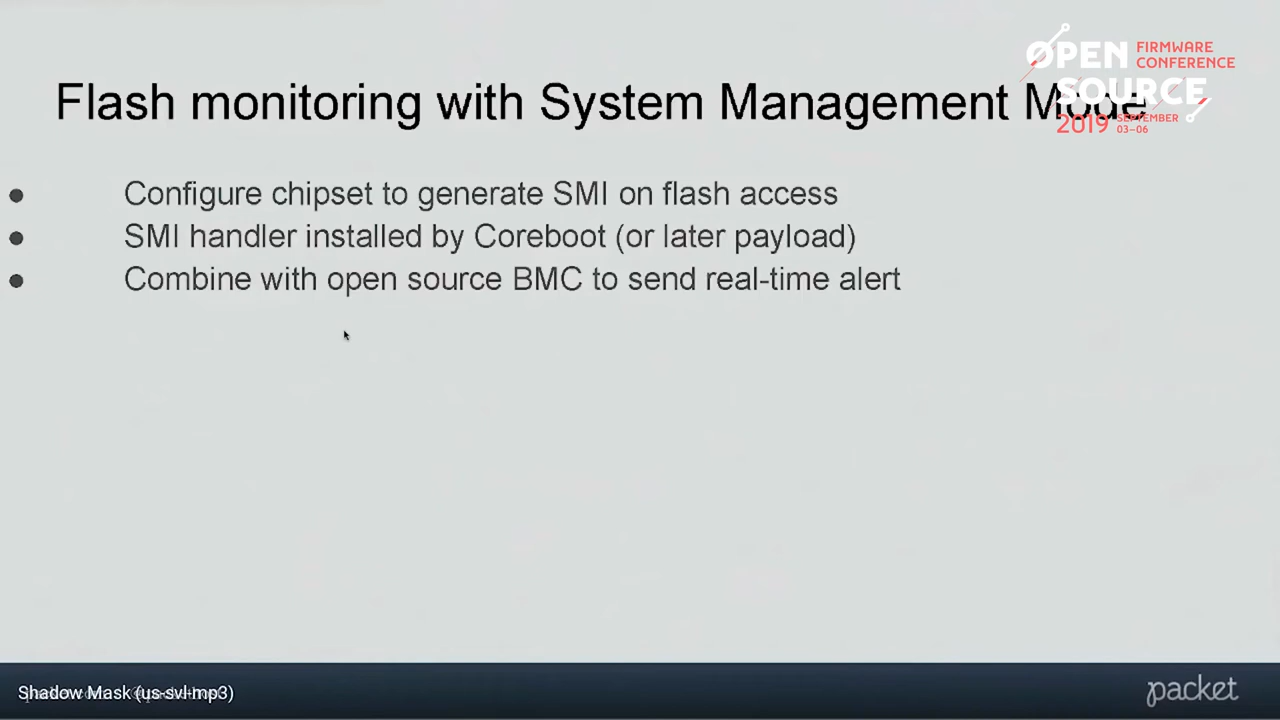 OPEN FIRMWARE
CONFERENCE
SOURCE
2019 SEPTEMBER
03–06
Flash monitoring with System Management Mode
● Configure chipset to generate SMI on flash access
● SMI handler installed by Coreboot (or later payload)
● Combine with open source BMC to send real-time alert
Shadow Mask (us-svl-mp3)
packet